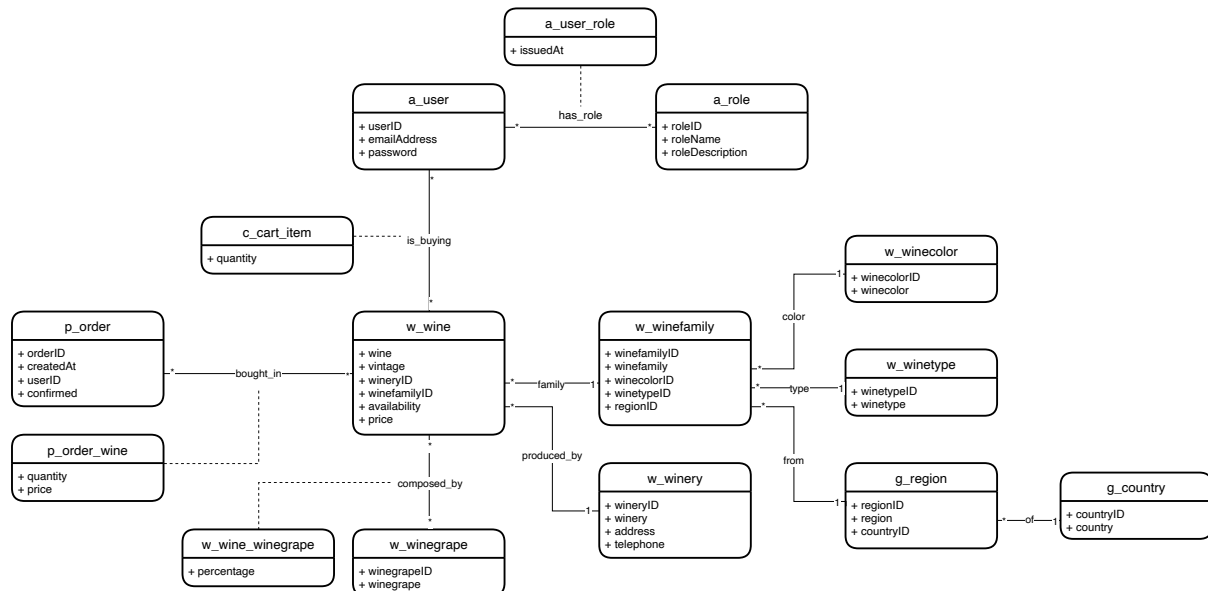 a_user_role
+ issuedAt
a_user
+ userID
+ emailAddress
+ password
*
has_role
*
a_role
+ roleID
+ roleName
+ roleDescription
*
c_cart_item
+ quantity
is_buying
*
w_winecolor
+ winecolorID
+ winecolor
1
color
p_order
+ orderID
+ createdAt
+ userID
+ confirmed
*
bought_in
*
w_wine
+ wine
+ vintage
+ wineryID
+ winefamilyID
+ availability
+ price
*
family
1
w_winefamily
+ winefamilyID
+ winefamily
+ winecolorID
+ winetypeID
+ regionID
*
*
type
1
w_winetype
+ winetypeID
+ winetype
*
*
p_order_wine
+ quantity
+ price
*
produced_by
from
composed_by
1
w_winery
+ wineryID
+ winery
+ address
+ telephone
1
g_region
+ regionID
+ region
+ countryID
*
of
1
g_country
+ countryID
+ country
*
w_wine_winegrape
+ percentage
w_winegrape
+ winegrapeID
+ winegrape